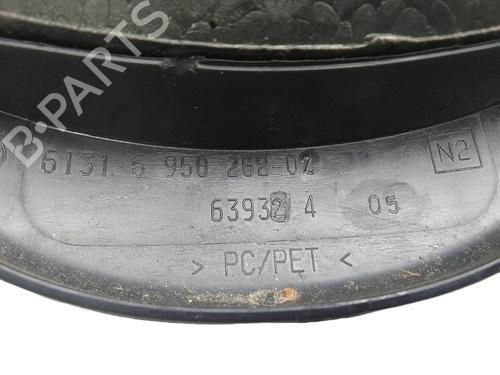 B-PARTS
6131 6 950 262-02
N2
63932 4 05
> PC/PET <